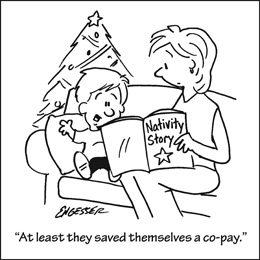 Nativity
Story
ENGESSER
“At least they saved themselves a co-pay.”